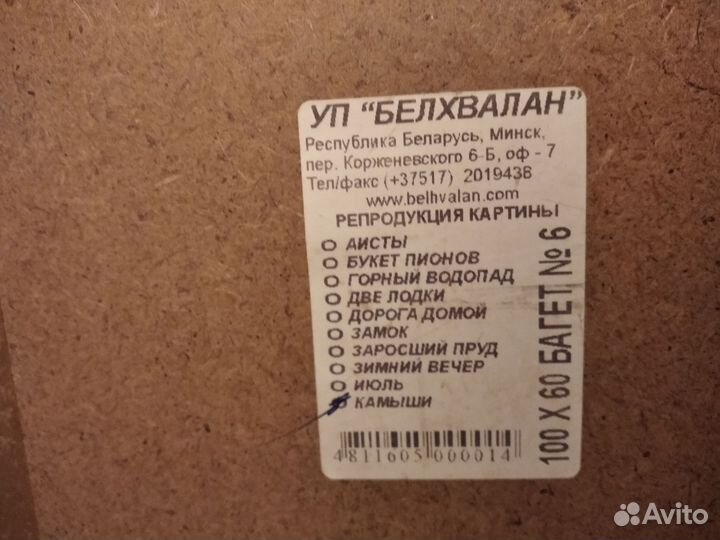 УП “БЕЛХВАЛАН”
Республика Беларусь, Минск,
пер. Корженевского 6-Б, оф - 7
Тел/факс (+37517) 2019438
www.belhvalan.com
РЕПРОДУКЦИЯ КАРТИНЫ
АИСТЫ
БУКЕТ ПИОНОВ
ГОРНЫЙ ВОДОПАД
ДВЕ ЛОДКИ
ДОРОГА ДОМОЙ
ЗАМОК
ЗАРОСШИЙ ПРУД
ЗИМНИЙ ВЕЧЕР
ИЮЛЬ
КАМЫШИ
4811605000014
100 Х 60 БАГЕТ № 6
Avito